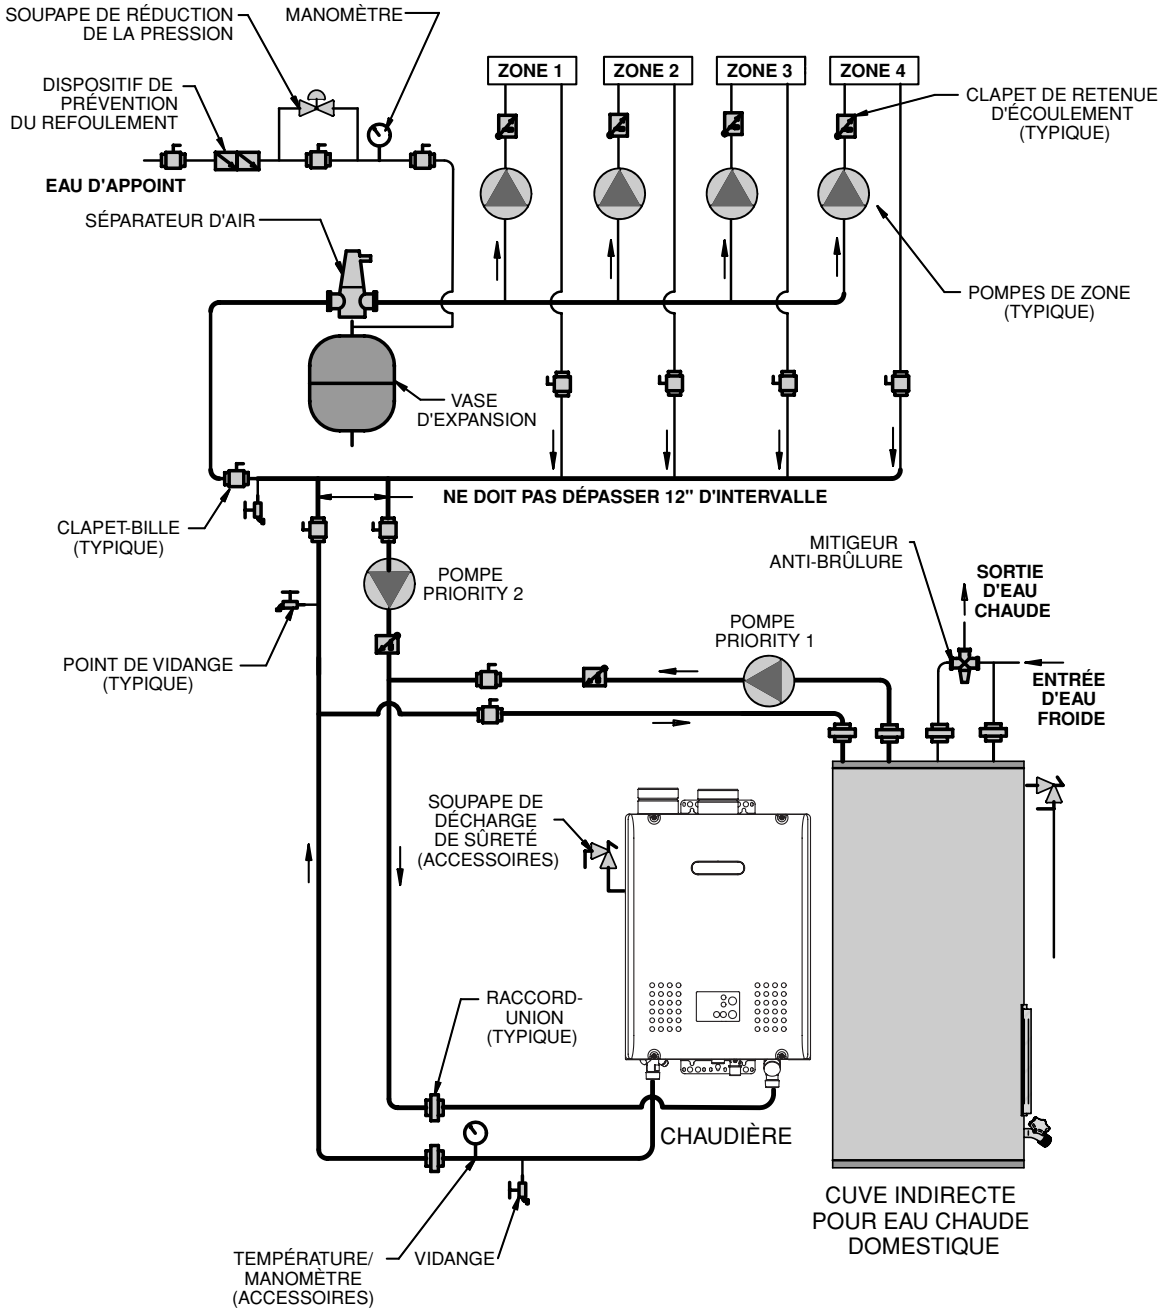 SOUPAPE DE RÉDUCTION
DE LA PRESSION
MANOMÈTRE
DISPOSITIF DE
PRÉVENTION
DU REFOULEMENT
EAU D'APPOINT
ZONE 1
ZONE 2
ZONE 3
ZONE 4
CLAPET DE RETENUE
D'ÉCOULEMENT
(TYPIQUE)
SÉPARATEUR D'AIR
POMPES DE ZONE
(TYPIQUE)
VASE
D'EXPANSION
NE DOIT PAS DÉPASSER 12" D'INTERVALLE
CLAPET-BILLE
(TYPIQUE)
POMPE
PRIORITY 2
MITIGEUR
ANTI-BRÛLURE
SORTIE
D'EAU
CHAUDE
POMPE
PRIORITY 1
POINT DE VIDANGE
(TYPIQUE)
ENTRÉE
D'EAU
FROIDE
SOUPAPE DE
DÉCHARGE
DE SÛRETÉ
(ACCESSOIRES)
RACCORD-
UNION
(TYPIQUE)
CHAUDIÈRE
CUVE INDIRECTE
POUR EAU CHAUDE
DOMESTIQUE
TEMPÉRATURE/
MANOMÈTRE
(ACCESSOIRES)
VIDANGE